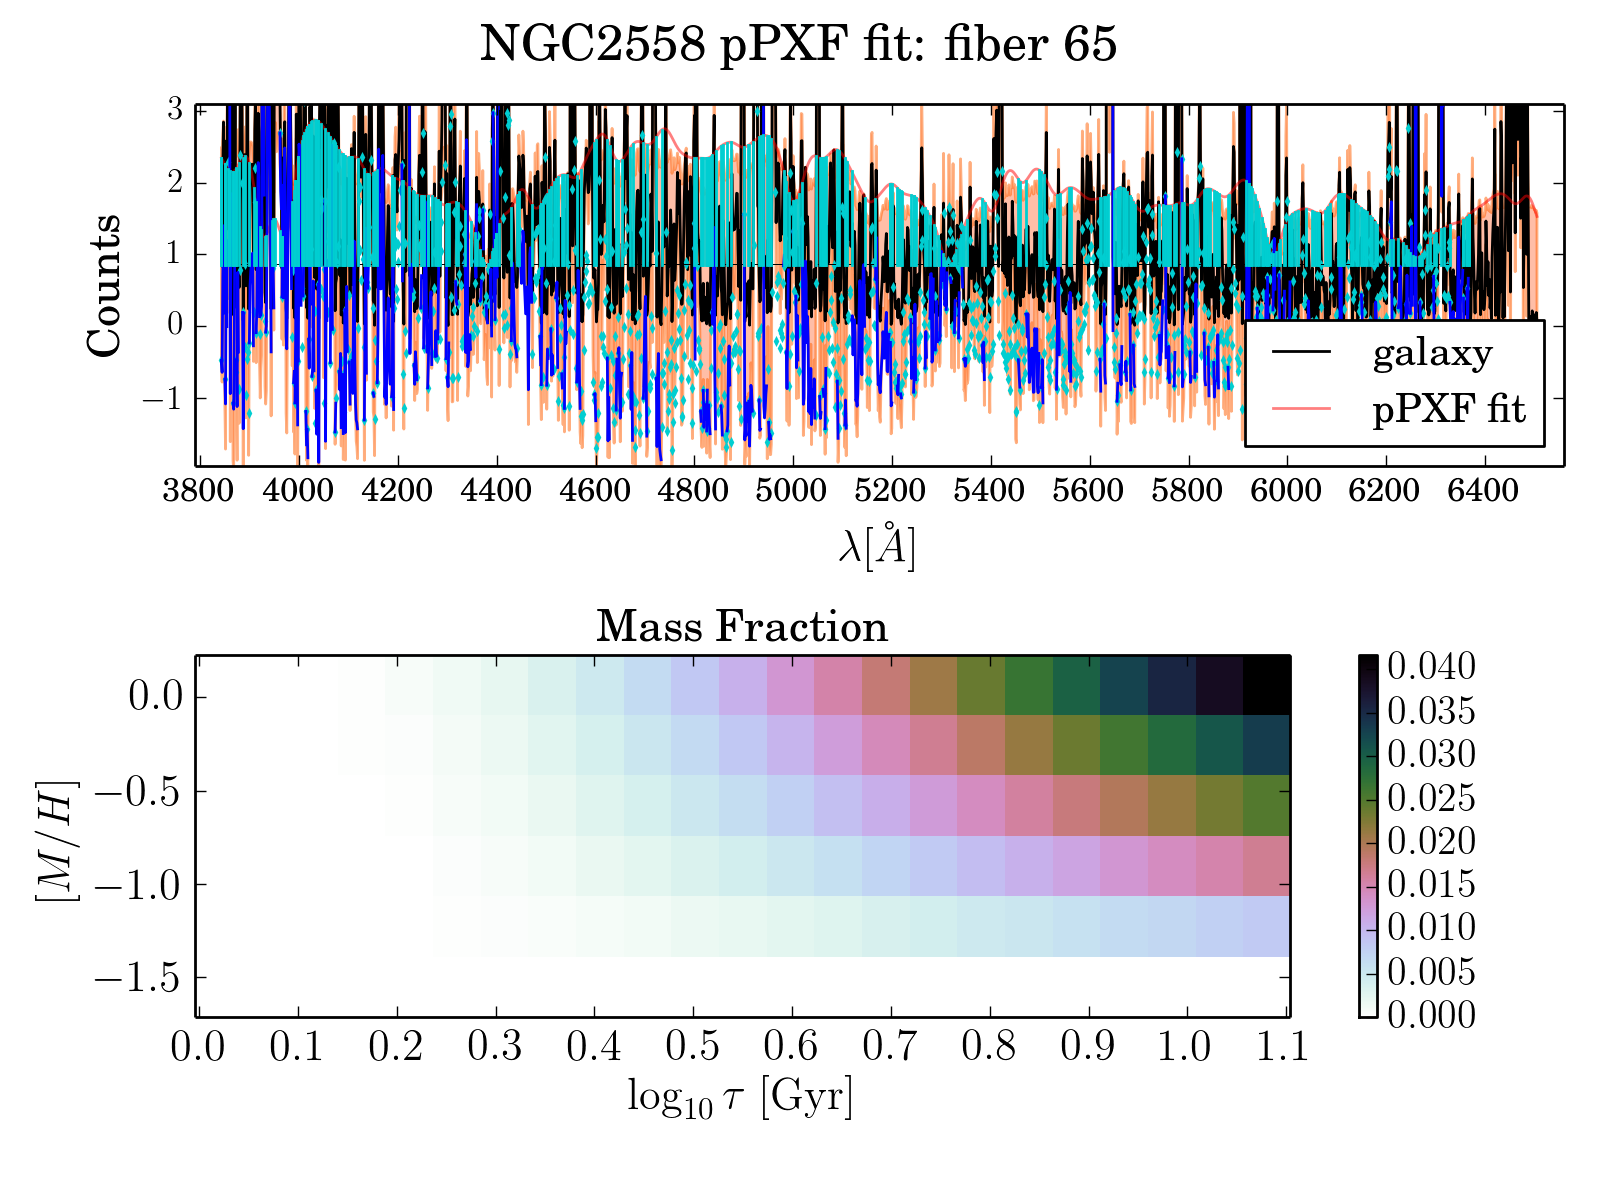 NGC2558 pPXF fit: fiber 65
3
2
1
0
−1
Counts
3800 4000 4200 4400 4600 4800 5000 5200 5400 5600 5800 6000 6200 6400
λ[Å]
galaxy
pPXF fit
Mass Fraction
0.0
−0.5
−1.0
−1.5
[M/H]
0.0 0.1 0.2 0.3 0.4 0.5 0.6 0.7 0.8 0.9 1.0 1.1
log₁₀ τ [Gyr]
0.040
0.035
0.030
0.025
0.020
0.015
0.010
0.005
0.000